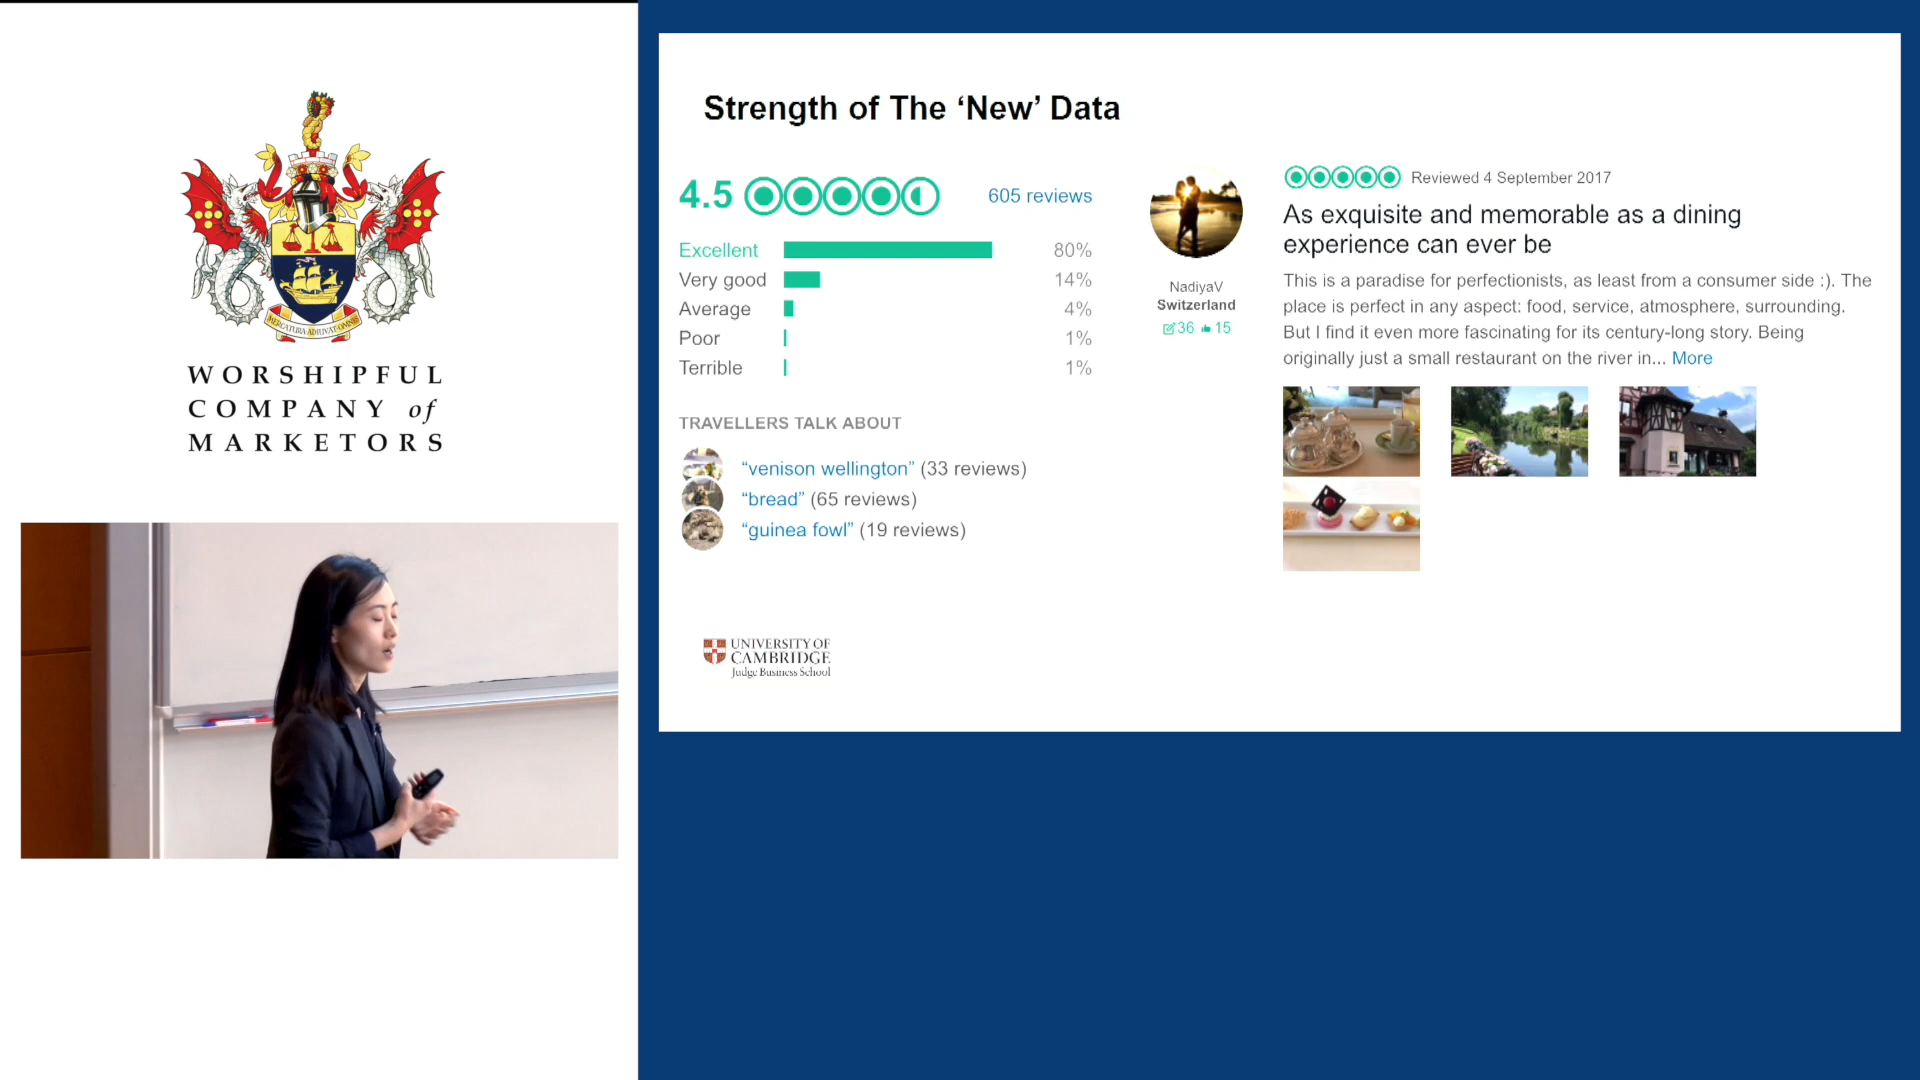 WORSHIPFUL
COMPANY of
MARKETORS
Strength of The ‘New’ Data
4.5
605 reviews
Excellent 80%
Very good 14%
Average 4%
Poor 1%
Terrible 1%
TRAVELLERS TALK ABOUT
“venison wellington” (33 reviews)
“bread” (65 reviews)
“guinea fowl” (19 reviews)
NadiyaV
Switzerland
36 15
Reviewed 4 September 2017
As exquisite and memorable as a dining
experience can ever be
This is a paradise for perfectionists, as least from a consumer side :). The
place is perfect in any aspect: food, service, atmosphere, surrounding.
But I find it even more fascinating for its century-long story. Being
originally just a small restaurant on the river in... More
UNIVERSITY OF
CAMBRIDGE
Judge Business School